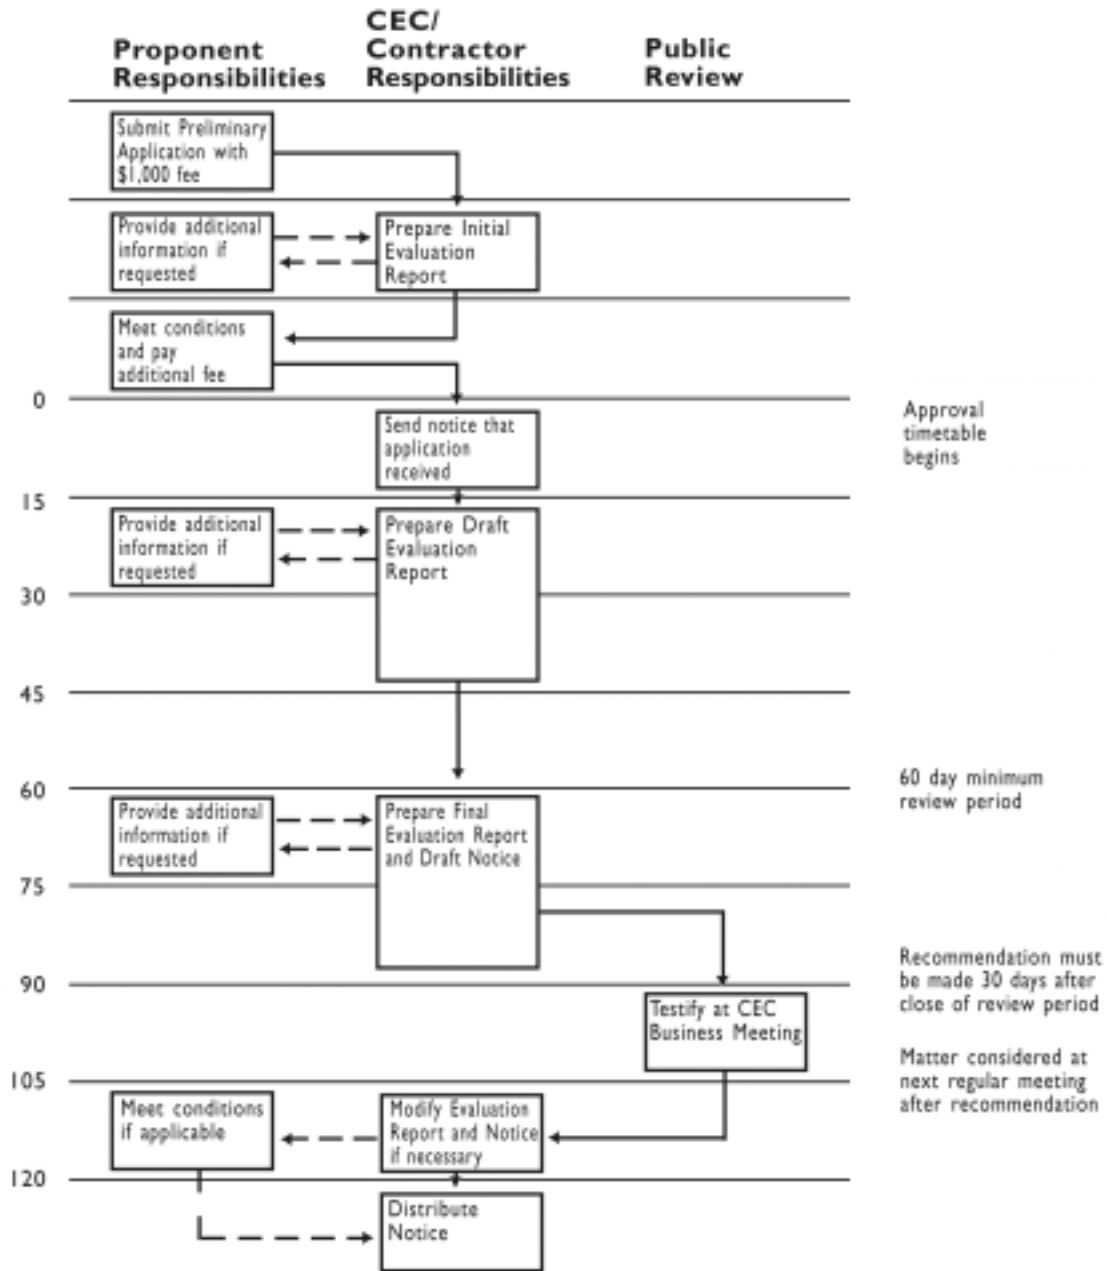 Proponent
Responsibilities
CEC/
Contractor
Responsibilities
Public
Review
Submit Preliminary
Application with
$1,000 fee
Provide additional
information if
requested
Prepare Initial
Evaluation
Report
Meet conditions
and pay
additional fee
0
Approval
timetable
begins
Send notice that
application
received
15
Provide additional
information if
requested
Prepare Draft
Evaluation
Report
30
45
60
60 day minimum
review period
Provide additional
information if
requested
Prepare Final
Evaluation Report
and Draft Notice
75
Recommendation must
be made 30 days after
close of review period
90
Testify at CEC
Business Meeting
Matter considered at
next regular meeting
after recommendation
105
Meet conditions
if applicable
Modify Evaluation
Report and Notice
if necessary
120
Distribute
Notice